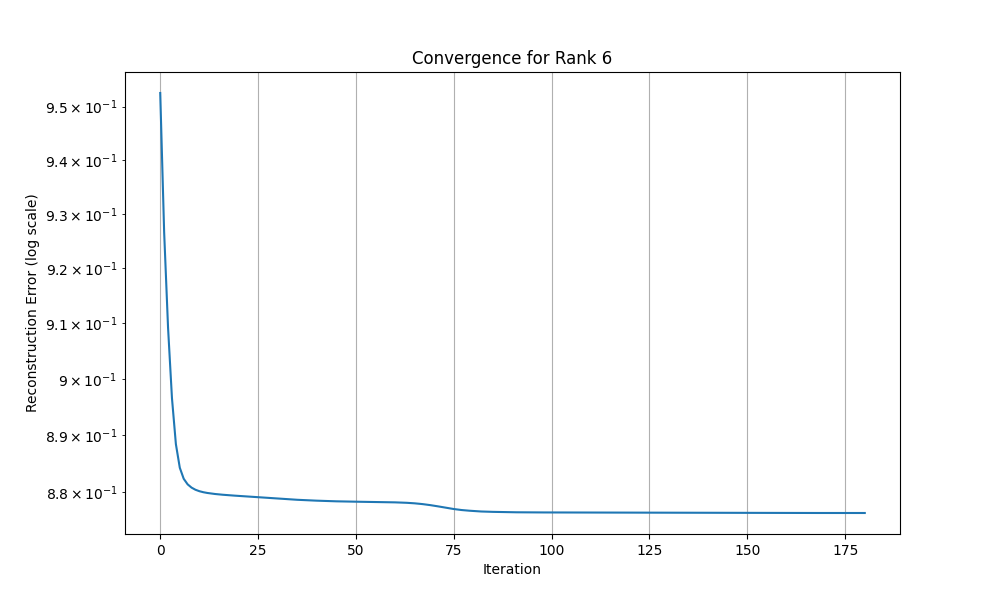 Convergence for Rank 6
Reconstruction Error (log scale)
9.5 × 10⁻¹
9.4 × 10⁻¹
9.3 × 10⁻¹
9.2 × 10⁻¹
9.1 × 10⁻¹
9 × 10⁻¹
8.9 × 10⁻¹
8.8 × 10⁻¹
0 25 50 75 100 125 150 175
Iteration